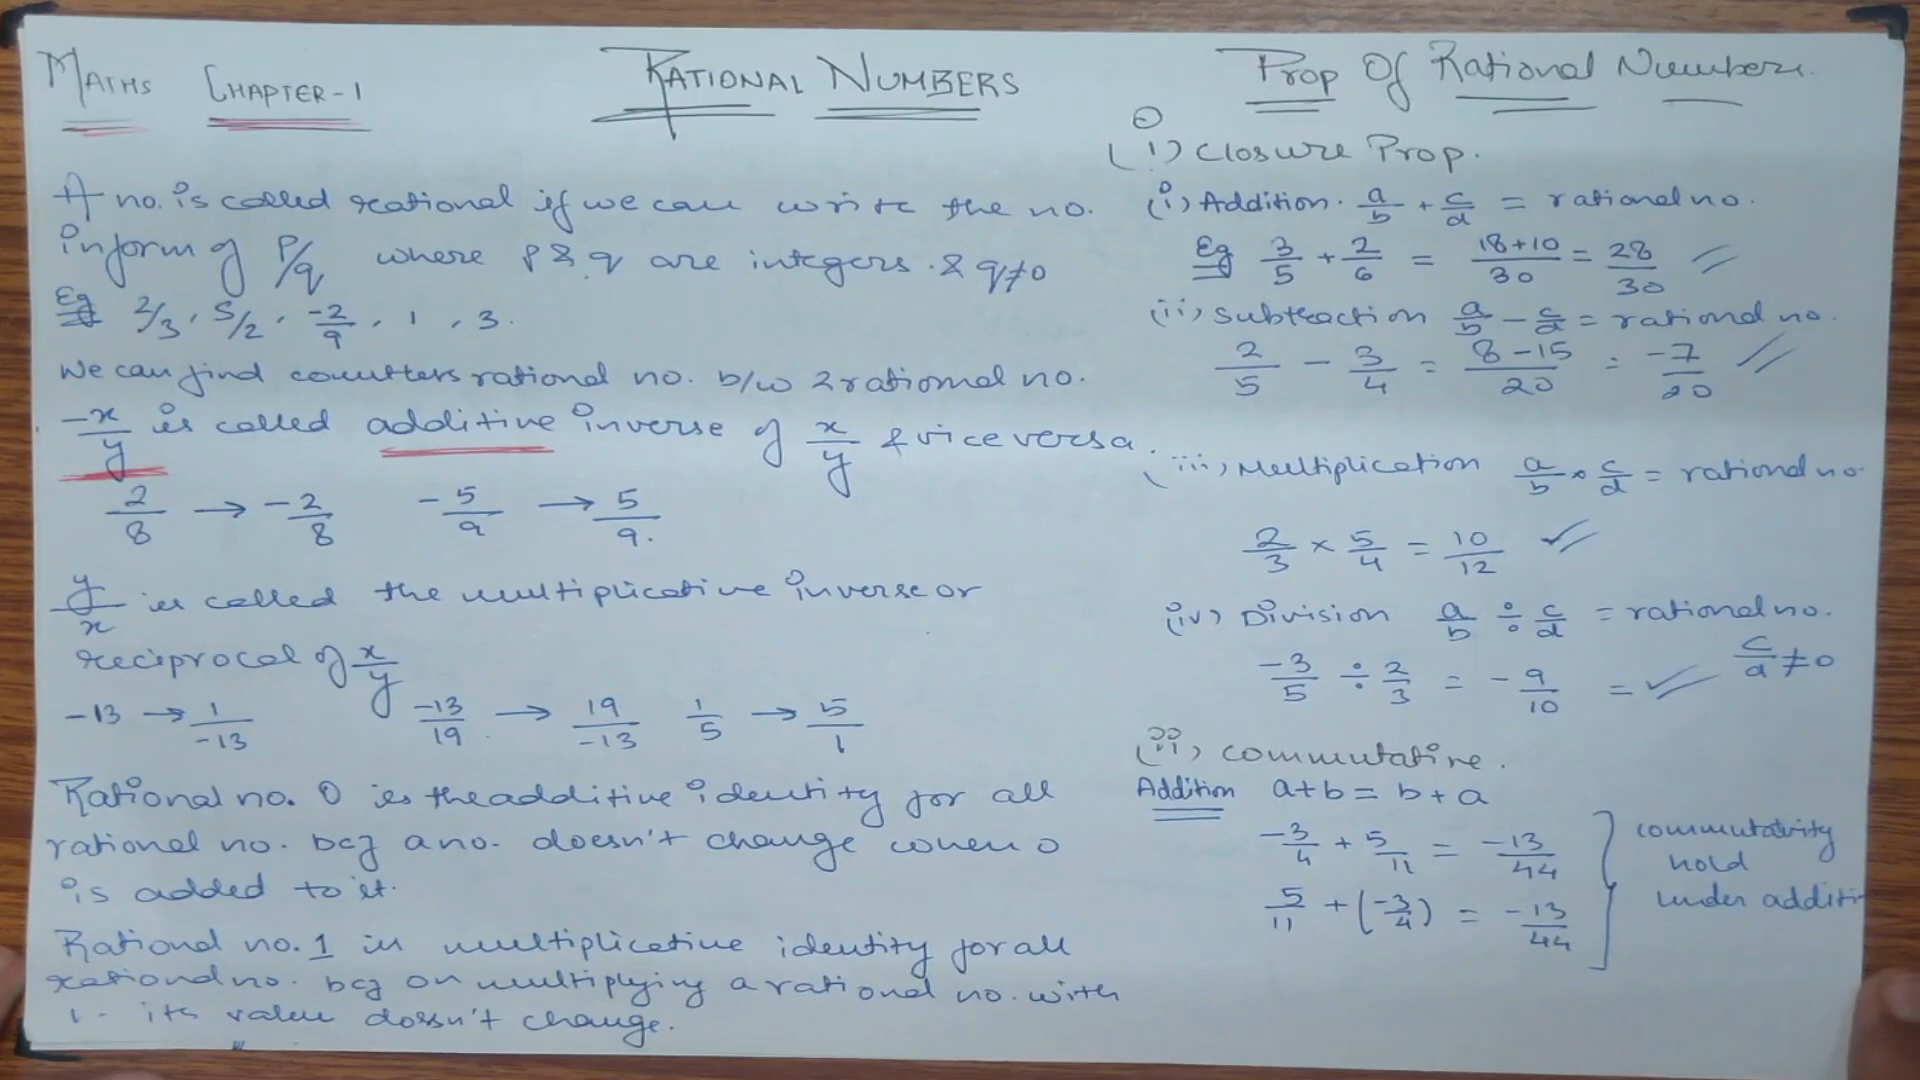 MATHS CHAPTER-1
RATIONAL NUMBERS
A no. is called rational if we can write the no.
in form of P/q where p & q are integers. & q≠0
Eg 2/3, 5/2, -2/9, 1, 3.
We can find countless rational no. b/w 2 rational no.
-x/y is called additive inverse of x/y & vice versa.
2/8 → -2/8 -5/9 → 5/9.
y/x is called the multiplicative inverse or
reciprocal of x/y
-13 → 1/-13 -13/19 → 19/-13 1/5 → 5/1
Rational no. 0 is the additive identity for all
rational no. bcz a no. doesn't change when 0
is added to it.
Rational no. 1 is multiplicative identity for all
rational no. bcz on multiplying a rational no. with
1. its value doesn't change.
Prop Of Rational Numbers.
(i) Closure Prop.
(i) Addition. a/b + c/d = rational no.
Eg 3/5 + 2/6 = 18+10/30 = 28/30
(ii) Subtraction a/b - c/d = rational no.
2/5 - 3/4 = 8-15/20 = -7/20
(iii) Multiplication a/b × c/d = rational no
2/3 × 5/4 = 10/12
(iv) Division a/b ÷ c/d = rational no.
c/d ≠ 0
-3/5 ÷ 2/3 = -9/10 =
(ii) commutative.
Addition a+b = b+a
-3/4 + 5/11 = -13/44
5/11 + (-3/4) = -13/44
commutativity
hold
under additi